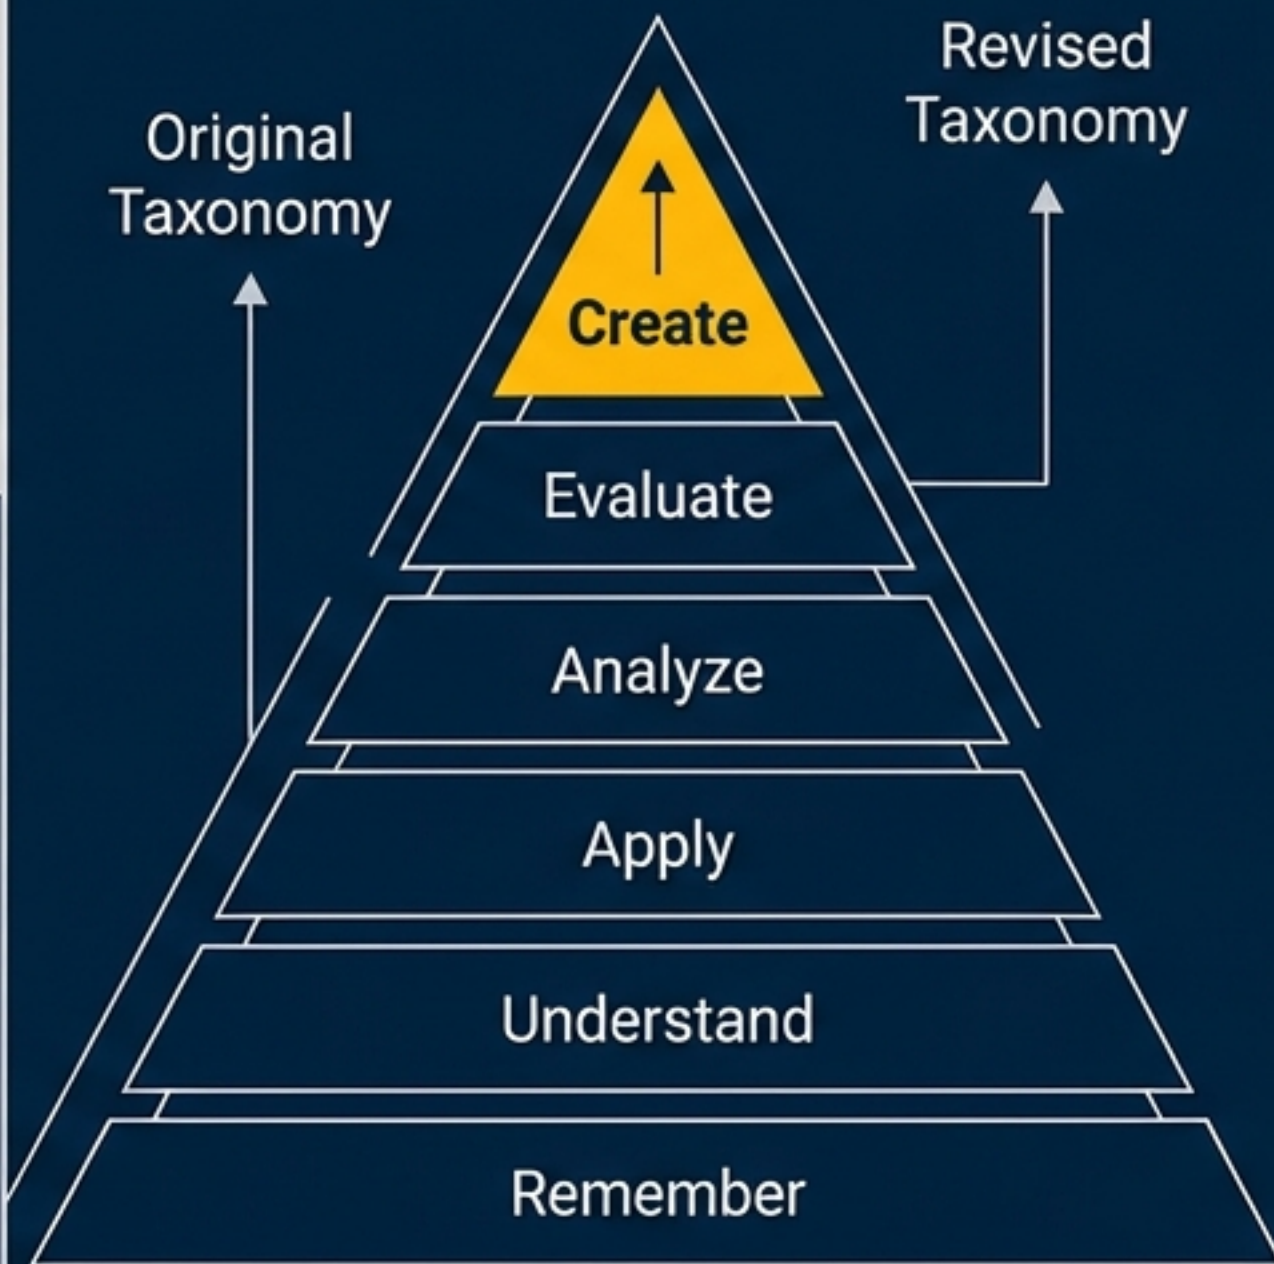 Original
Taxonomy
Revised
Taxonomy
Create
Evaluate
Analyze
Apply
Understand
Remember